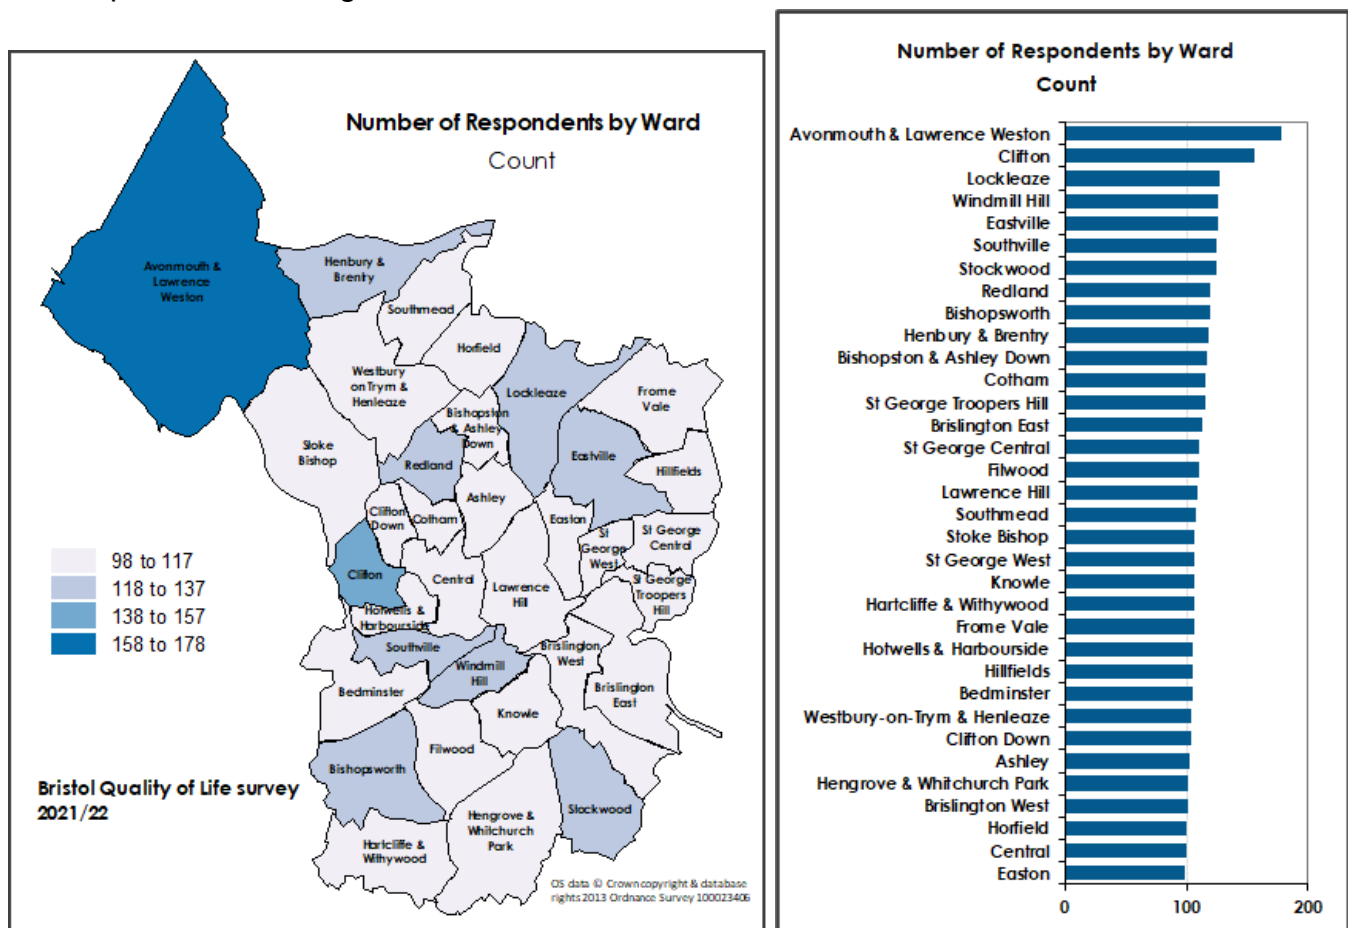 Number of Respondents by Ward
Count
Avonmouth &
Lawrence
Weston
Henbury &
Brentry
Southmead
Horfield
Westbury
on Trym &
Henleaze
Lockleaze
Frome
Vale
Bishopston
& Ashley
Down
Stoke
Bishop
Redland
Eastville
Hillfields
Ashley
Clifton
Down
Cotham
Easton
St
George
West
St George
Central
Clifton
Central
Lawrence
Hill
St George
Troopers
Hill
Hotwells &
Harbourside
Southville
Windmill
Hill
Brislington
West
Bedminster
Brislington
East
Knowle
Filwood
Bishopsworth
Stockwood
Hengrove &
Whitchurch
Park
Hartcliffe &
Withywood
98 to 117
118 to 137
138 to 157
158 to 178
Bristol Quality of Life survey
2021/22
OS data © Crown copyright & database
rights 2013 Ordnance Survey 100023406
Number of Respondents by Ward
Count
Avonmouth & Lawrence Weston
Clifton
Lockleaze
Windmill Hill
Eastville
Southville
Stockwood
Redland
Bishopsworth
Henbury & Brentry
Bishopston & Ashley Down
Cotham
St George Troopers Hill
Brislington East
St George Central
Filwood
Lawrence Hill
Southmead
Stoke Bishop
St George West
Knowle
Hartcliffe & Withywood
Frome Vale
Hotwells & Harbourside
Hillfields
Bedminster
Westbury-on-Trym & Henleaze
Clifton Down
Ashley
Hengrove & Whitchurch Park
Brislington West
Horfield
Central
Easton
0 100 200